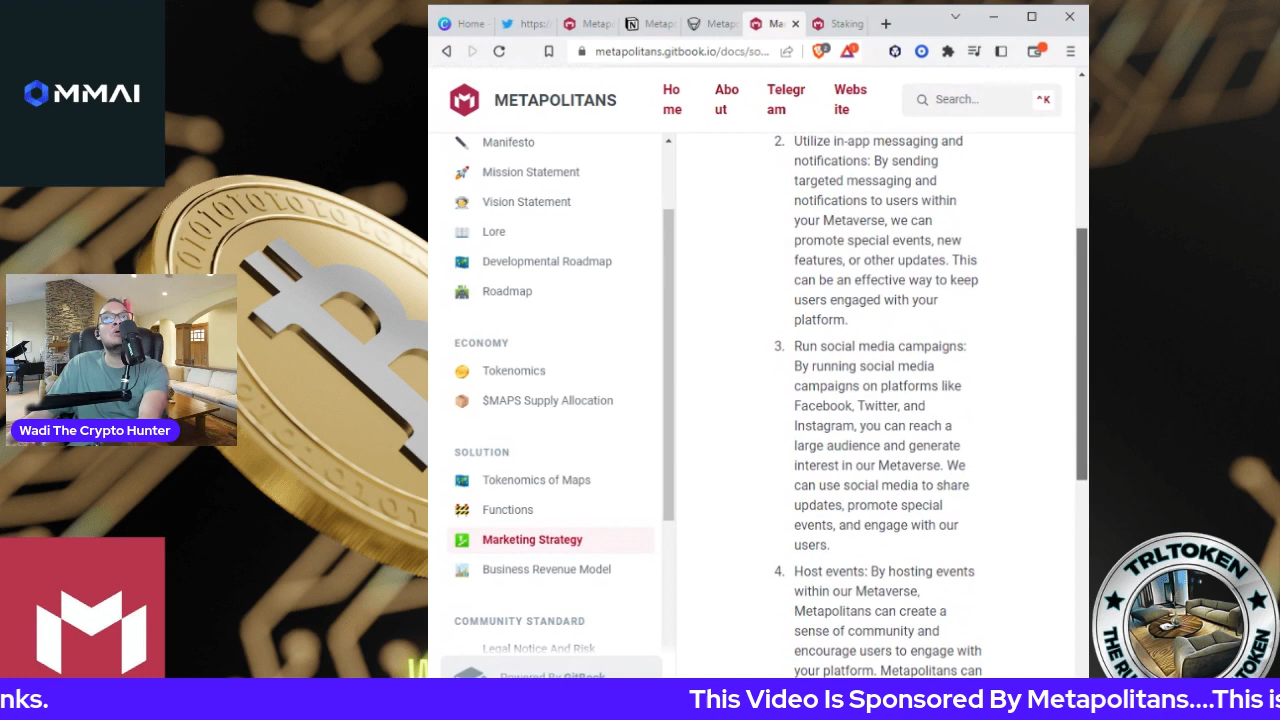 Home
https:/
Metap
Metap
Metap
Ma
Staking
metapolitans.gitbook.io/docs/so...
MMAI
METAPOLITANS
Ho
me
Abo
ut
Telegr
am
Webs
ite
Search...
^K
Manifesto
Mission Statement
Vision Statement
Lore
Developmental Roadmap
Roadmap
ECONOMY
Tokenomics
$MAPS Supply Allocation
SOLUTION
Tokenomics of Maps
Functions
Marketing Strategy
Business Revenue Model
COMMUNITY STANDARD
Legal Notice And Risk
Powered By GitBook
2. Utilize in-app messaging and
notifications: By sending
targeted messaging and
notifications to users within
your Metaverse, we can
promote special events, new
features, or other updates. This
can be an effective way to keep
users engaged with your
platform.
3. Run social media campaigns:
By running social media
campaigns on platforms like
Facebook, Twitter, and
Instagram, you can reach a
large audience and generate
interest in our Metaverse. We
can use social media to share
updates, promote special
events, and engage with our
users.
4. Host events: By hosting events
within our Metaverse,
Metapolitans can create a
sense of community and
encourage users to engage with
your platform. Metapolitans can
Wadi The Crypto Hunter
TRLTOKEN
nks.
This Video Is Sponsored By Metapolitans....This is